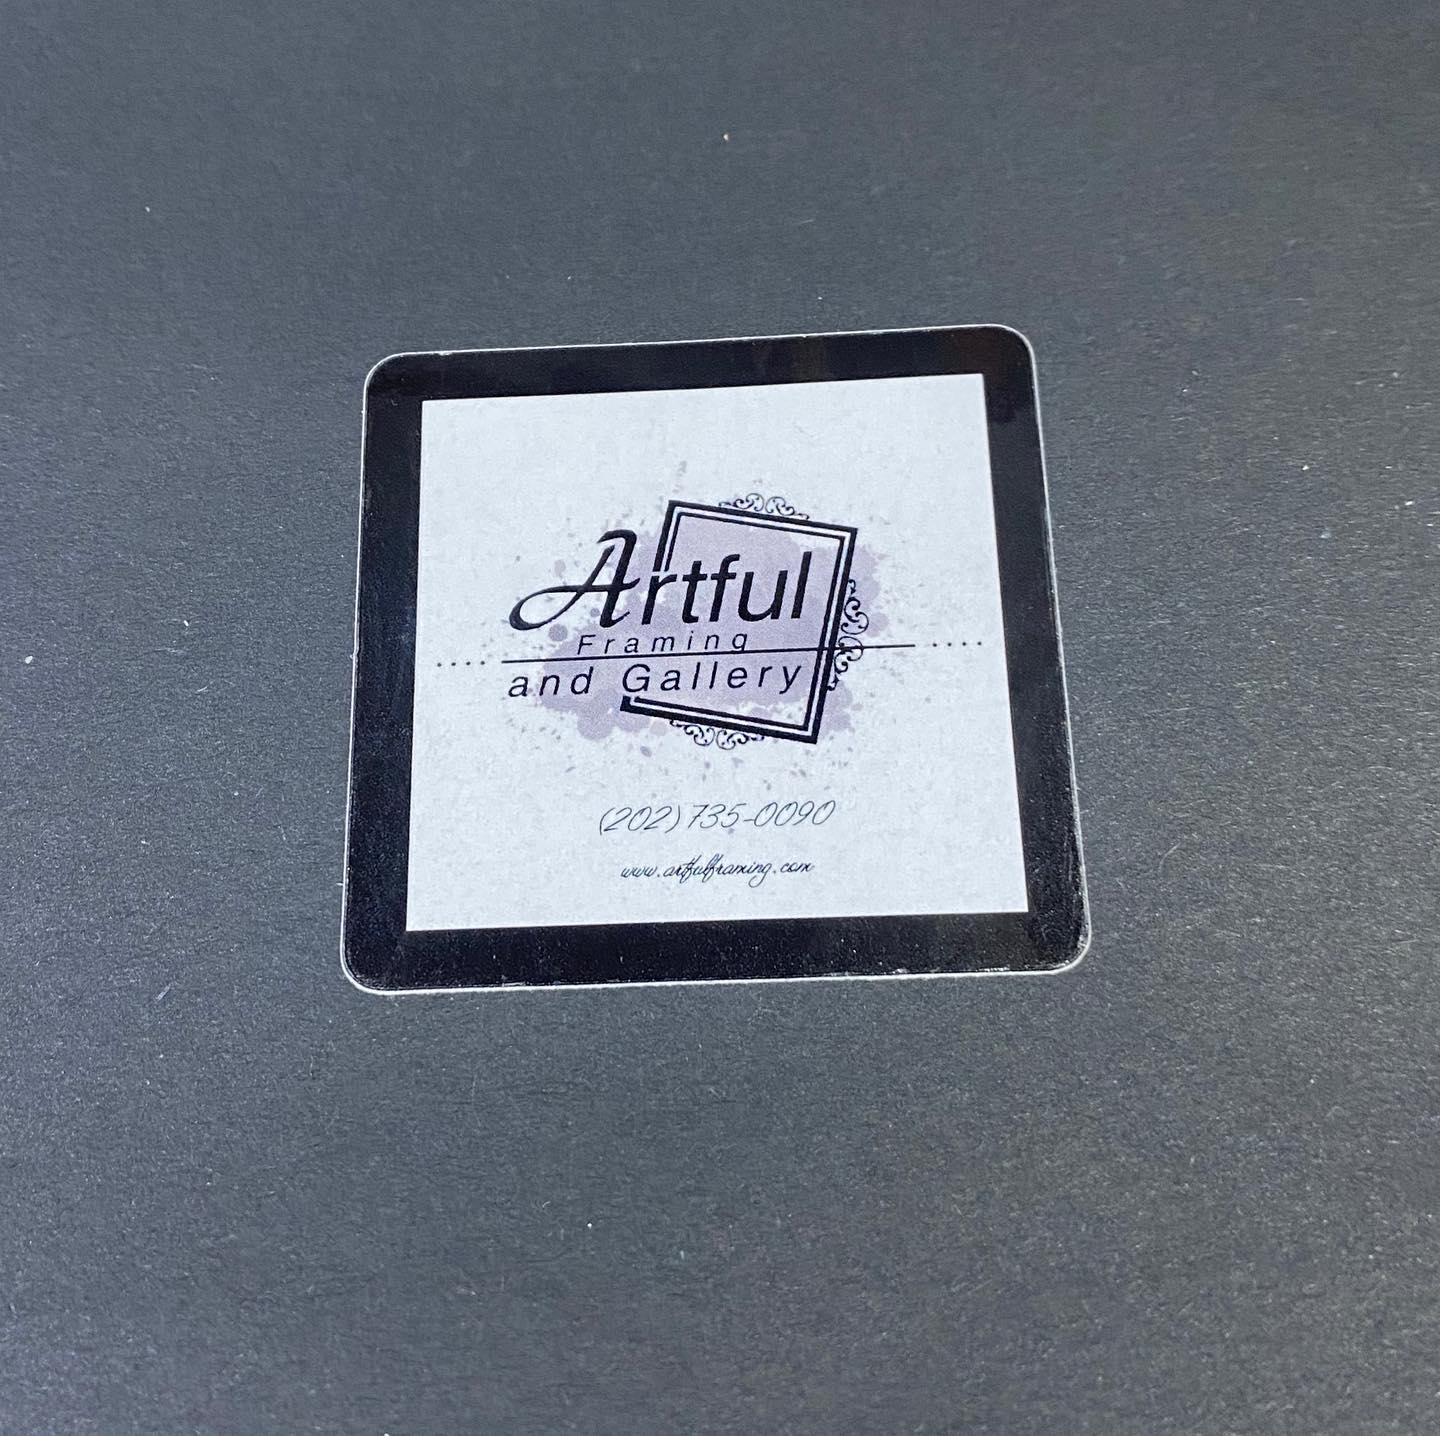 Artful
Framing
and Gallery
(202) 735-0090
www.artfulframing.com